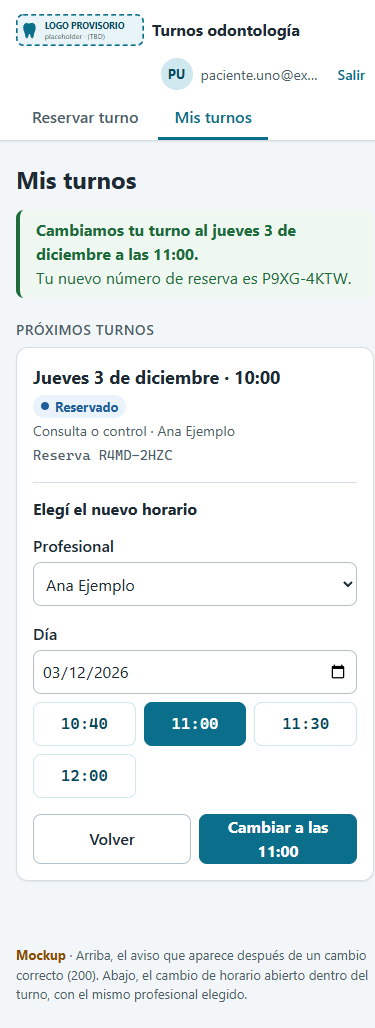 LOGO PROVISORIO
placeholder · (TBD)
Turnos odontología
PU
paciente.uno@ex...
Salir
Reservar turno
Mis turnos
Mis turnos
Cambiamos tu turno al jueves 3 de
diciembre a las 11:00.
Tu nuevo número de reserva es P9XG-4KTW.
PRÓXIMOS TURNOS
Jueves 3 de diciembre · 10:00
Reservado
Consulta o control · Ana Ejemplo
Reserva R4MD-2HZC
Elegí el nuevo horario
Profesional
Ana Ejemplo
Día
03/12/2026
10:40
11:00
11:30
12:00
Volver
Cambiar a las
11:00
Mockup · Arriba, el aviso que aparece después de un cambio
correcto (200). Abajo, el cambio de horario abierto dentro del
turno, con el mismo profesional elegido.